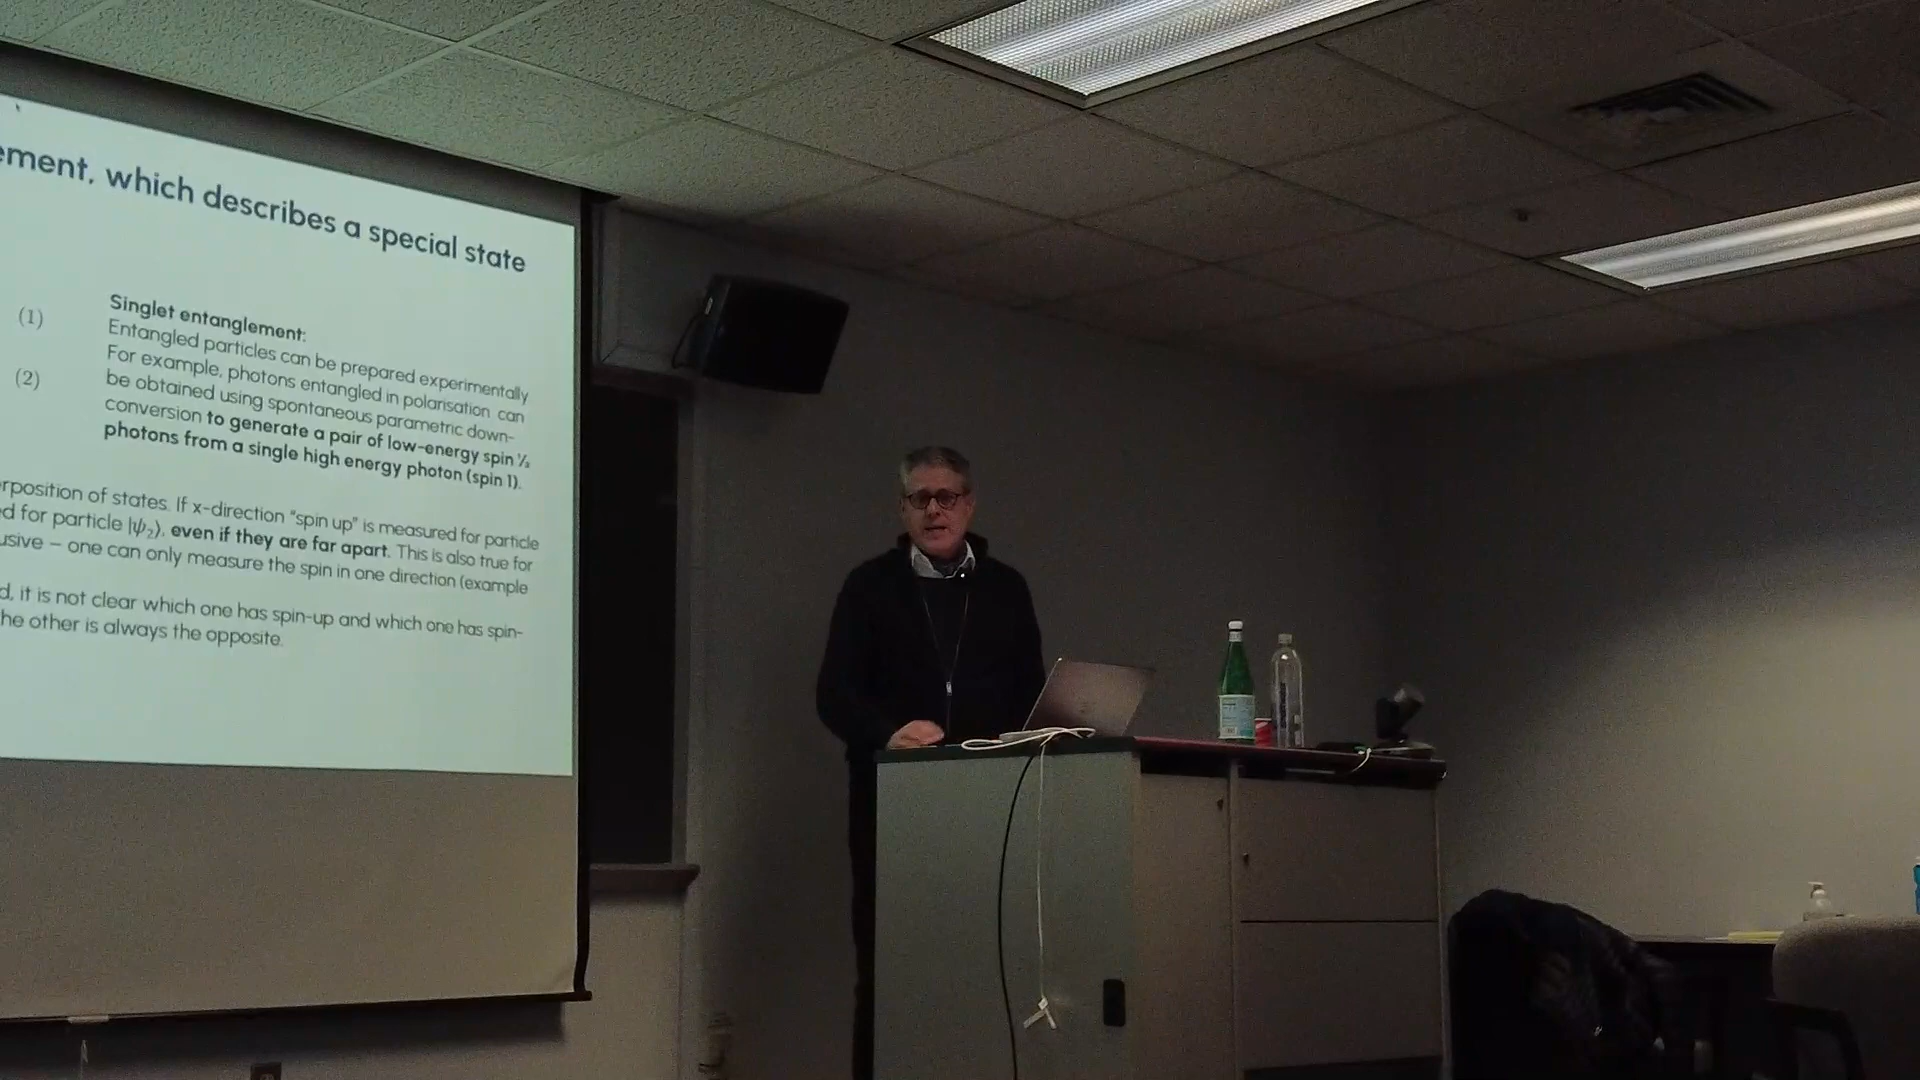 ement, which describes a special state
(1)
(2)
Singlet entanglement:
Entangled particles can be prepared experimentally
For example, photons entangled in polarisation can
be obtained using spontaneous parametric down-
conversion to generate a pair of low-energy spin ½
photons from a single high energy photon (spin 1).
rposition of states. If x-direction "spin up" is measured for particle
d for particle |ψ₂⟩, even if they are far apart. This is also true for
usive – one can only measure the spin in one direction (example
d, it is not clear which one has spin-up and which one has spin-
he other is always the opposite.